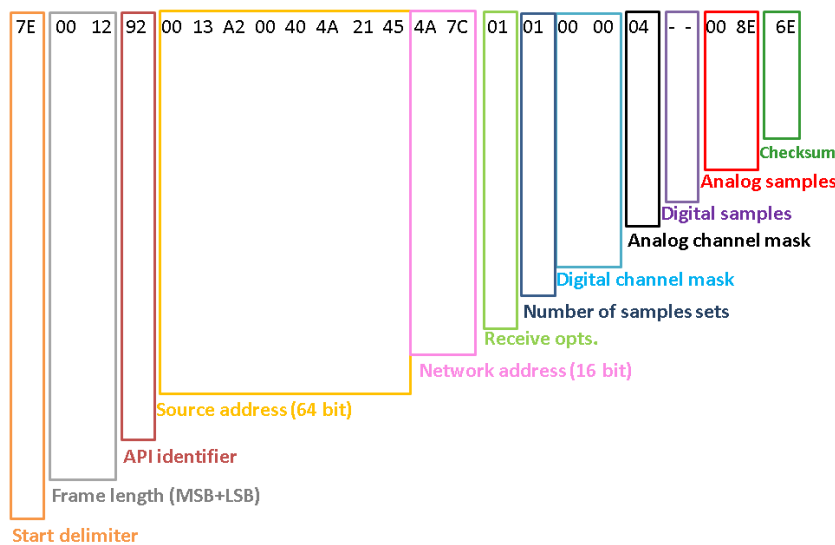 7E 00 12 92 00 13 A2 00 40 4A 21 45 4A 7C 01 01 00 00 04 - - 00 8E 6E
Checksum
Analog samples
Digital samples
Analog channel mask
Digital channel mask
Number of samples sets
Receive opts.
Network address (16 bit)
Source address (64 bit)
API identifier
Frame length (MSB+LSB)
Start delimiter